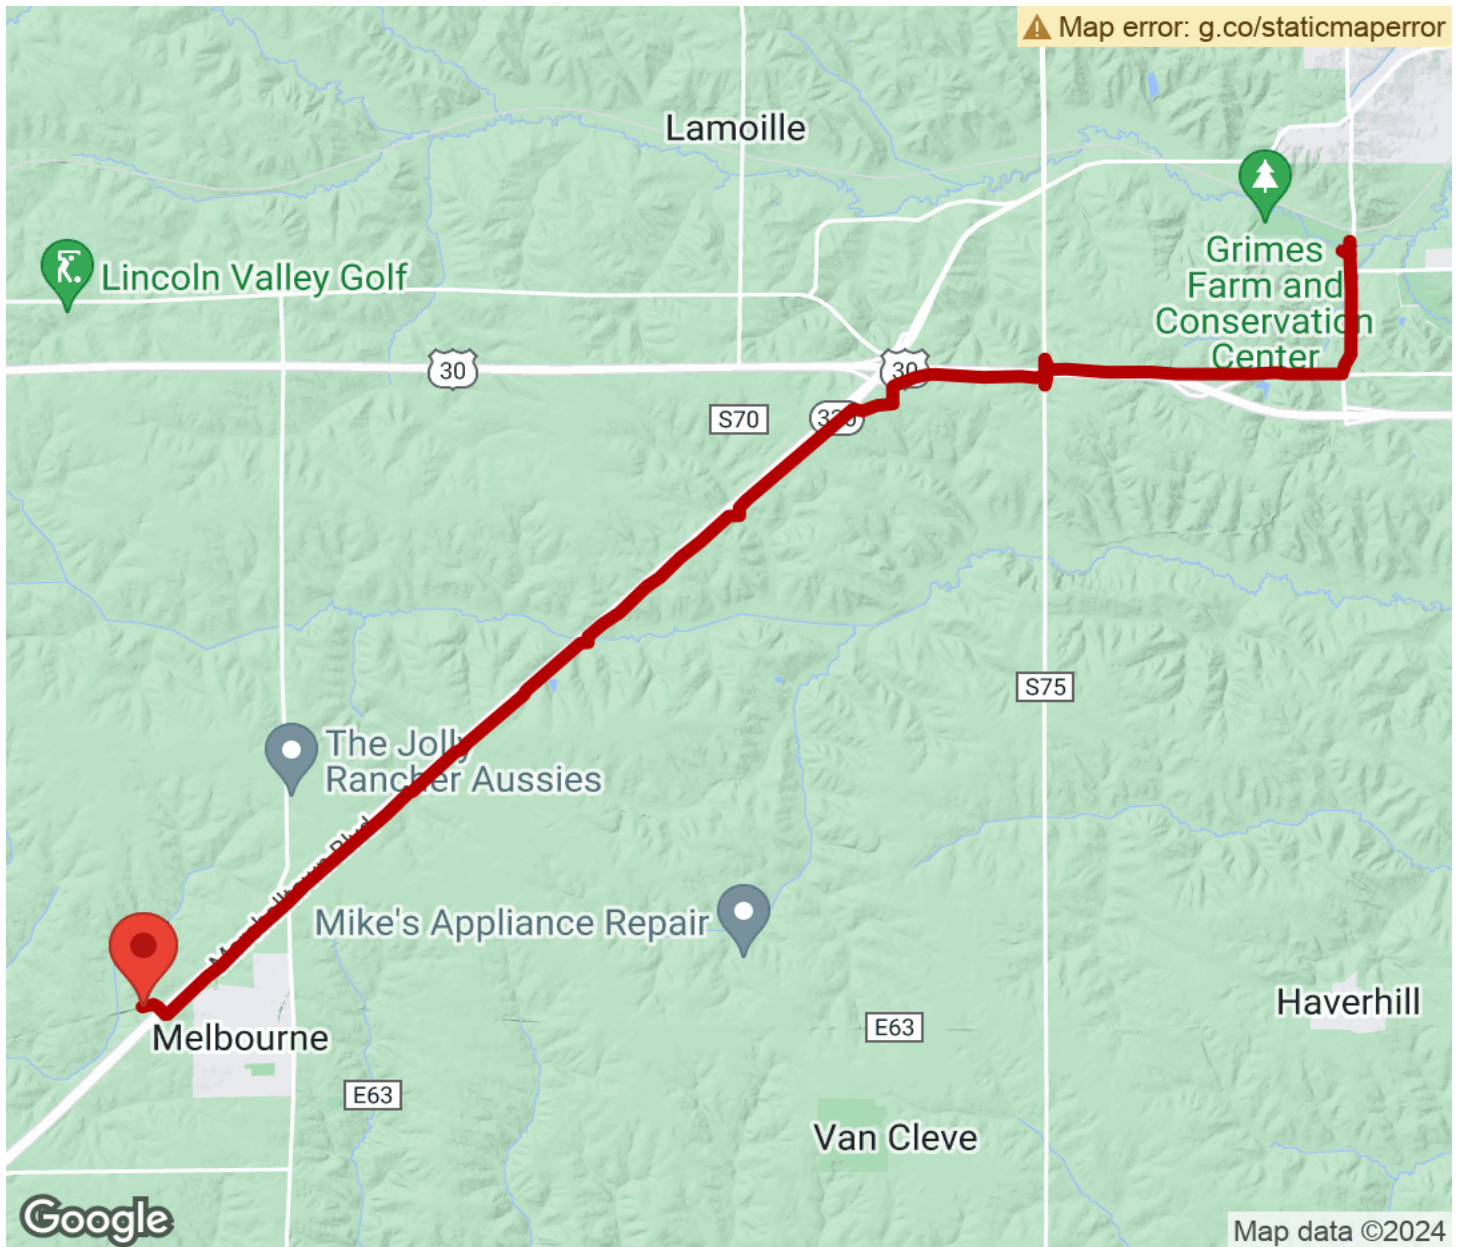 Map error: g.co/staticmaperror
Lamoille
Grimes
Farm and
Conservation
Center
Lincoln Valley Golf
30
30
S70
S75
The Jolly
Rancher Aussies
Mike's Appliance Repair
Haverhill
E63
Melbourne
E63
Van Cleve
Google
Map data ©2024